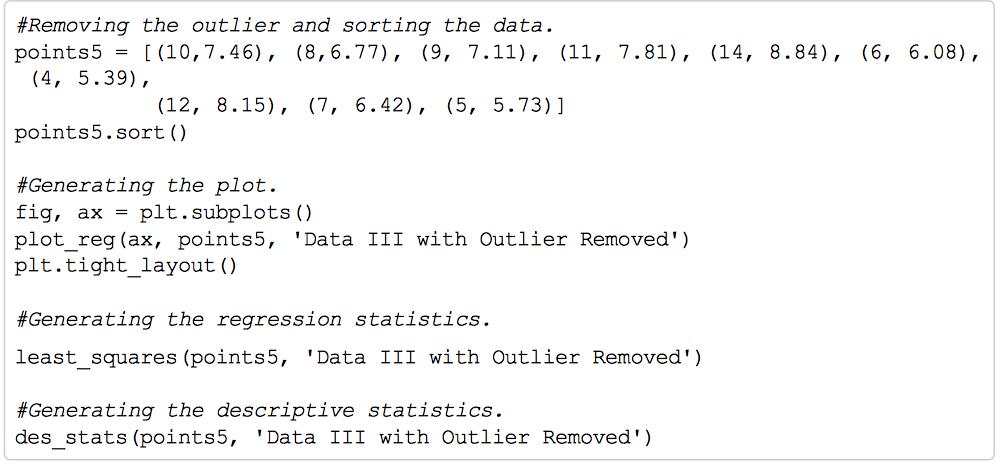 #Removing the outlier and sorting the data.
points5 = [(10,7.46), (8,6.77), (9, 7.11), (11, 7.81), (14, 8.84), (6, 6.08),
(4, 5.39),
(12, 8.15), (7, 6.42), (5, 5.73)]
points5.sort()
#Generating the plot.
fig, ax = plt.subplots()
plot_reg(ax, points5, 'Data III with Outlier Removed')
plt.tight_layout()
#Generating the regression statistics.
least_squares(points5, 'Data III with Outlier Removed')
#Generating the descriptive statistics.
des_stats(points5, 'Data III with Outlier Removed')